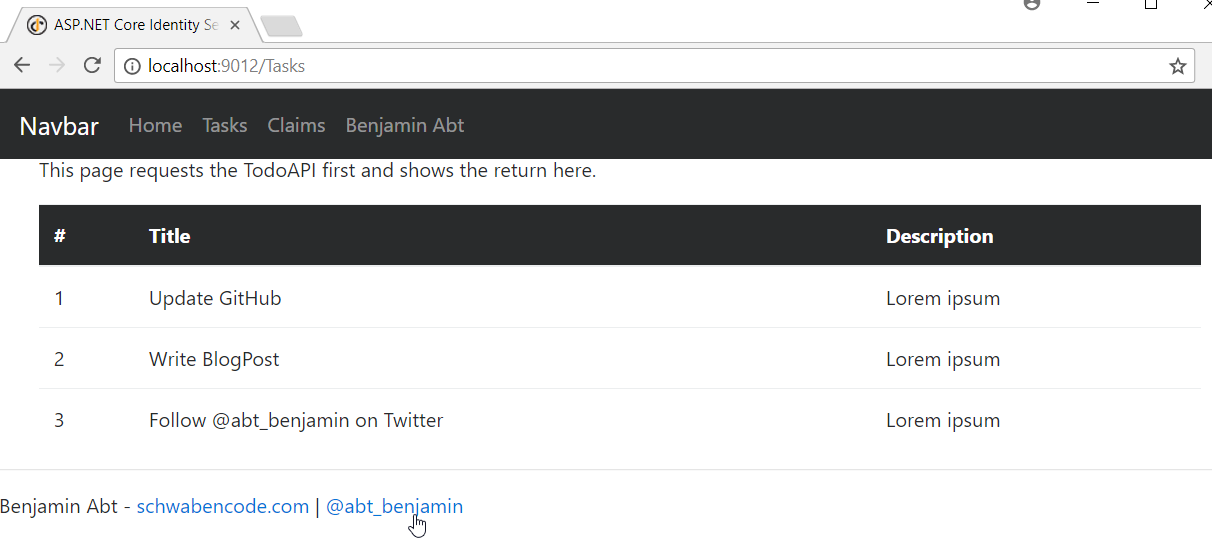 ASP.NET Core Identity Se
localhost:9012/Tasks
Navbar Home Tasks Claims Benjamin Abt
This page requests the TodoAPI first and shows the return here.
# Title Description
1 Update GitHub Lorem ipsum
2 Write BlogPost Lorem ipsum
3 Follow @abt_benjamin on Twitter Lorem ipsum
Benjamin Abt - schwabencode.com | @abt_benjamin